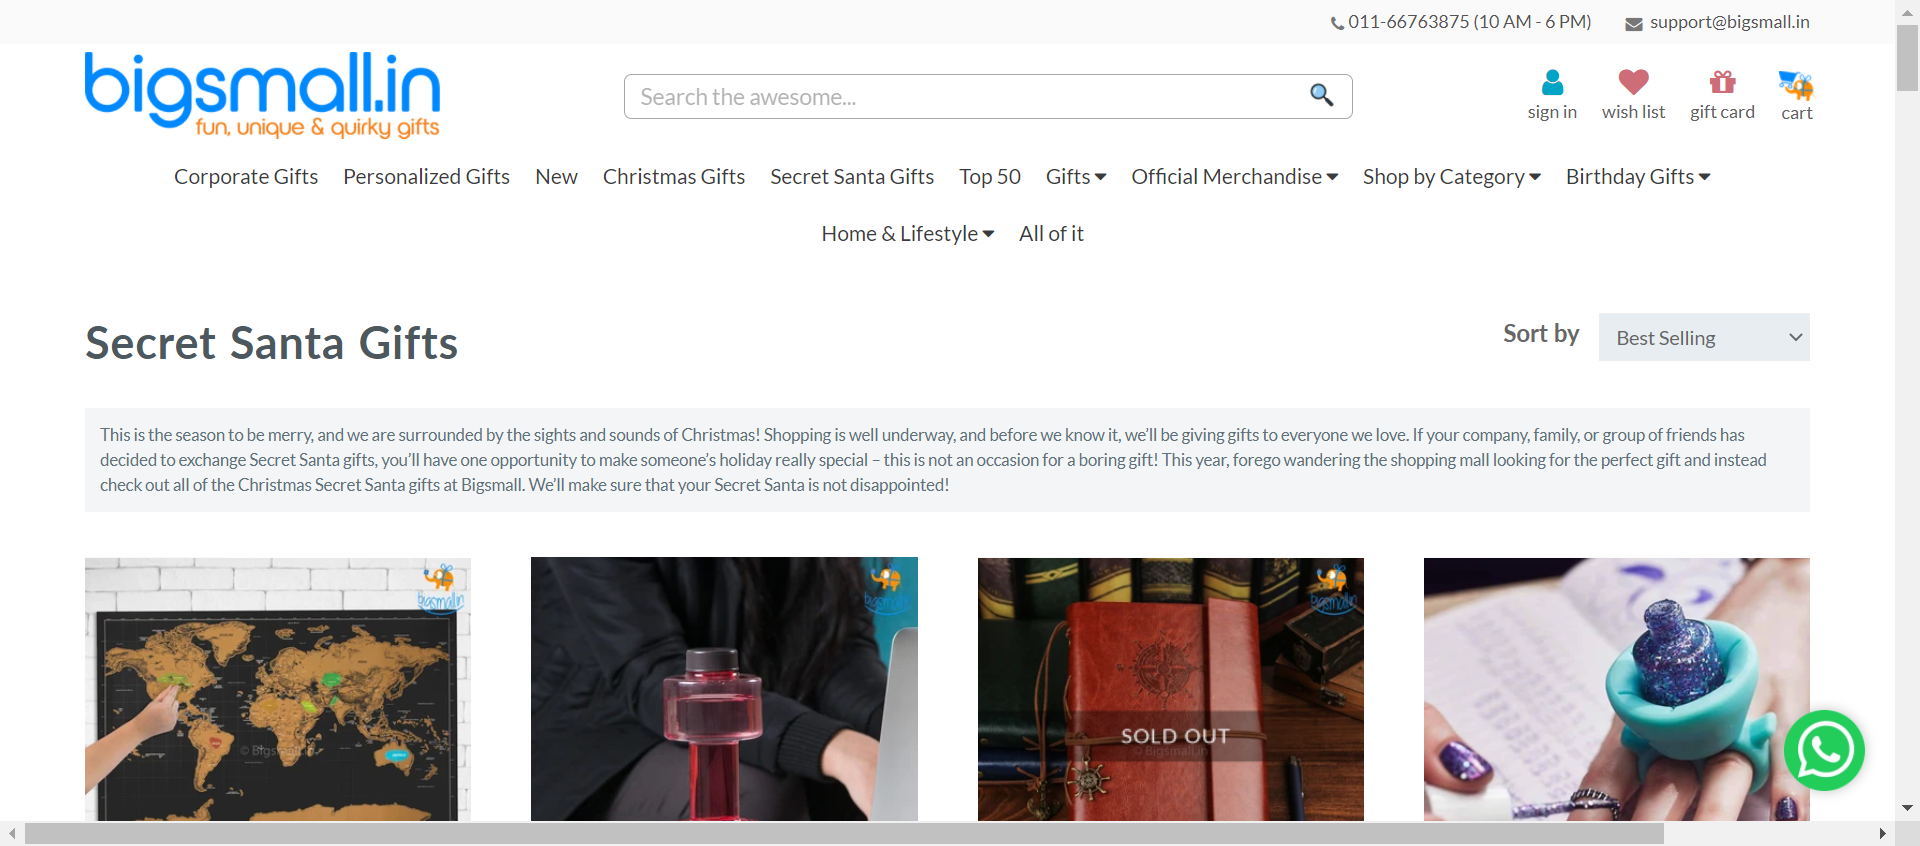 011-66763875 (10 AM - 6 PM) support@bigsmall.in
bigsmall.in
fun, unique & quirky gifts
Search the awesome...
sign in wish list gift card cart
Corporate Gifts Personalized Gifts New Christmas Gifts Secret Santa Gifts Top 50 Gifts Official Merchandise Shop by Category Birthday Gifts
Home & Lifestyle All of it
Secret Santa Gifts
Sort by Best Selling
This is the season to be merry, and we are surrounded by the sights and sounds of Christmas! Shopping is well underway, and before we know it, we’ll be giving gifts to everyone we love. If your company, family, or group of friends has
decided to exchange Secret Santa gifts, you’ll have one opportunity to make someone’s holiday really special – this is not an occasion for a boring gift! This year, forego wandering the shopping mall looking for the perfect gift and instead
check out all of the Christmas Secret Santa gifts at Bigsmall. We’ll make sure that your Secret Santa is not disappointed!
bigsmall.in
bigsmall.in
bigsmall.in
SOLD OUT
© Bigsmall.in